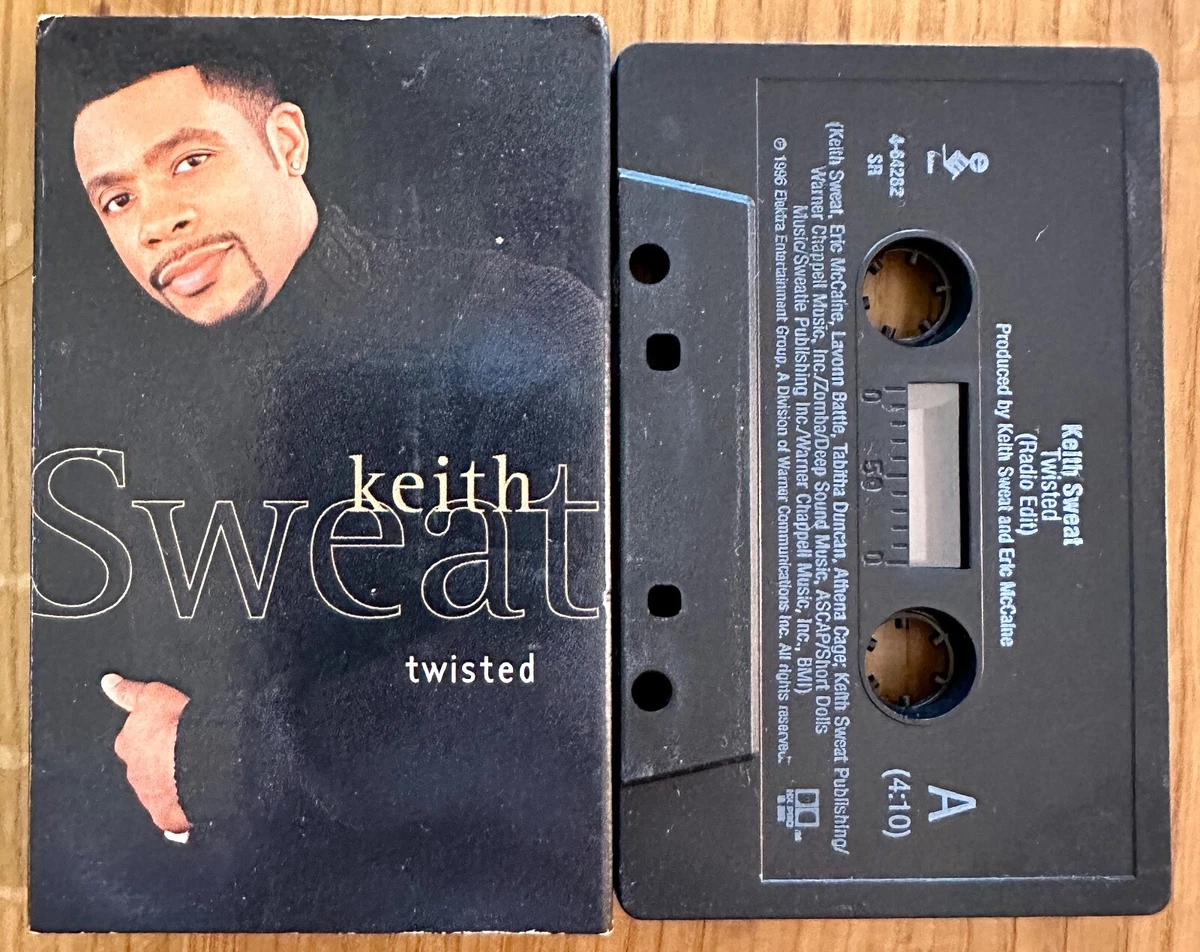 keith
Sweat
twisted
Keith Sweat
Twisted
(Radio Edit)
Produced by Keith Sweat and Eric McCaine
e
4-64282
SR
A
(4:10)
0 50 0
(Keith Sweat, Eric McCaine, Lavonn Battle, Tabitha Duncan, Athena Cage; Keith Sweat Publishing/
Warner Chappell Music, Inc./Zomba/Deep Sound Music, ASCAP/Short Dolls
Music/Sweatie Publishing Inc./Warner Chappell Music, Inc., BMI)
℗ 1996 Elektra Entertainment Group, A Division of Warner Communications Inc. All rights reserved.
HX PRO